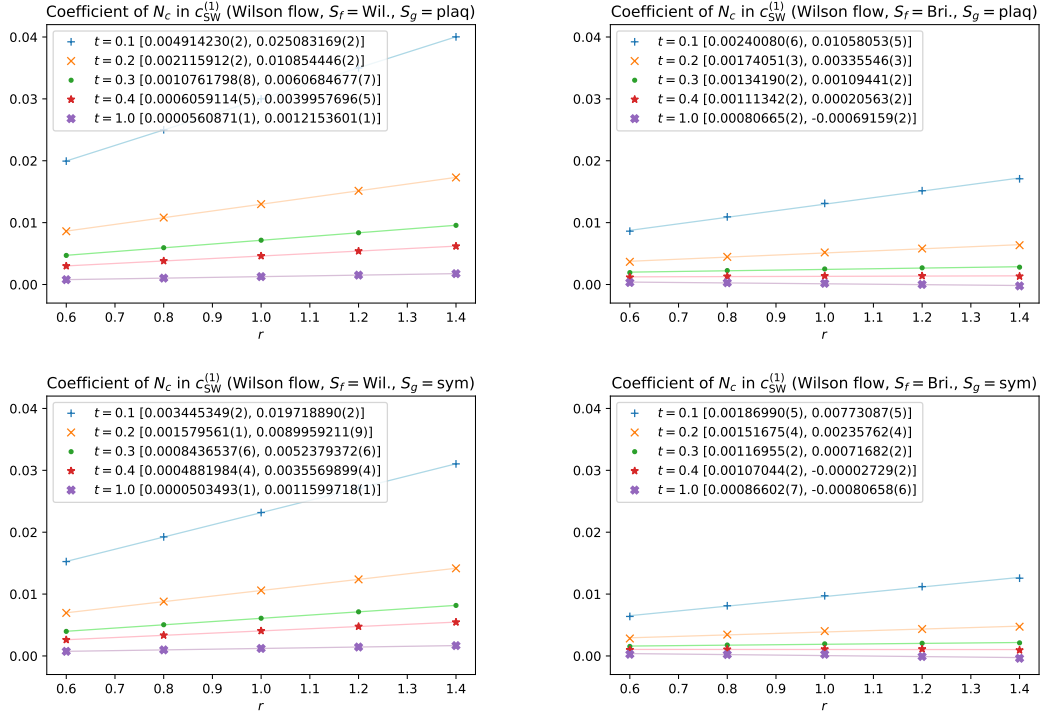 Coefficient of N_c in c_SW^(1) (Wilson flow, S_f = Wil., S_g = plaq)
0.04
0.03
0.02
0.01
0.00
t = 0.1 [0.004914230(2), 0.025083169(2)]
t = 0.2 [0.002115912(2), 0.010854446(2)]
t = 0.3 [0.0010761798(8), 0.0060684677(7)]
t = 0.4 [0.0006059114(5), 0.0039957696(5)]
t = 1.0 [0.0000560871(1), 0.0012153601(1)]
0.6 0.7 0.8 0.9 1.0 1.1 1.2 1.3 1.4
r
Coefficient of N_c in c_SW^(1) (Wilson flow, S_f = Bri., S_g = plaq)
0.04
0.03
0.02
0.01
0.00
t = 0.1 [0.00240080(6), 0.01058053(5)]
t = 0.2 [0.00174051(3), 0.00335546(3)]
t = 0.3 [0.00134190(2), 0.00109441(2)]
t = 0.4 [0.00111342(2), 0.00020563(2)]
t = 1.0 [0.00080665(2), -0.00069159(2)]
0.6 0.7 0.8 0.9 1.0 1.1 1.2 1.3 1.4
r
Coefficient of N_c in c_SW^(1) (Wilson flow, S_f = Wil., S_g = sym)
0.04
0.03
0.02
0.01
0.00
t = 0.1 [0.003445349(2), 0.019718890(2)]
t = 0.2 [0.001579561(1), 0.0089959211(9)]
t = 0.3 [0.0008436537(6), 0.0052379372(6)]
t = 0.4 [0.0004881984(4), 0.0035569899(4)]
t = 1.0 [0.0000503493(1), 0.0011599718(1)]
0.6 0.7 0.8 0.9 1.0 1.1 1.2 1.3 1.4
r
Coefficient of N_c in c_SW^(1) (Wilson flow, S_f = Bri., S_g = sym)
0.04
0.03
0.02
0.01
0.00
t = 0.1 [0.00186990(5), 0.00773087(5)]
t = 0.2 [0.00151675(4), 0.00235762(4)]
t = 0.3 [0.00116955(2), 0.00071682(2)]
t = 0.4 [0.00107044(2), -0.00002729(2)]
t = 1.0 [0.00086602(7), -0.00080658(6)]
0.6 0.7 0.8 0.9 1.0 1.1 1.2 1.3 1.4
r